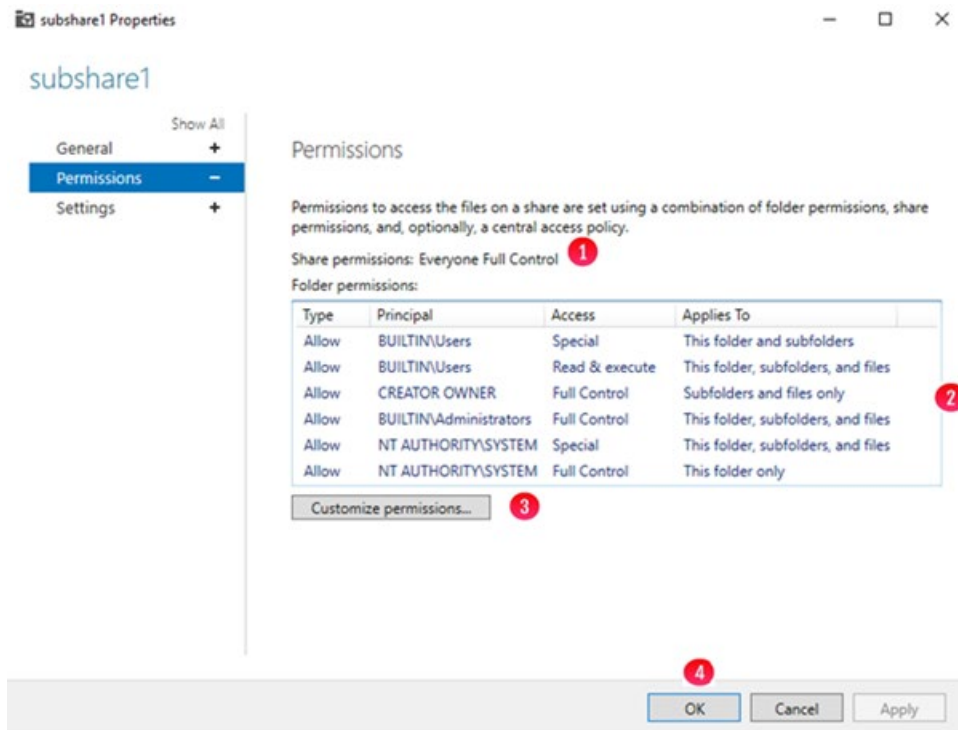 subshare1 Properties
subshare1
Show All
General +
Permissions −
Settings +
Permissions
Permissions to access the files on a share are set using a combination of folder permissions, share
permissions, and, optionally, a central access policy.
Share permissions: Everyone Full Control 1
Folder permissions:
Type Principal Access Applies To
Allow BUILTIN\Users Special This folder and subfolders
Allow BUILTIN\Users Read & execute This folder, subfolders, and files
Allow CREATOR OWNER Full Control Subfolders and files only
2
Allow BUILTIN\Administrators Full Control This folder, subfolders, and files
Allow NT AUTHORITY\SYSTEM Special This folder, subfolders, and files
Allow NT AUTHORITY\SYSTEM Full Control This folder only
Customize permissions... 3
4
OK Cancel Apply